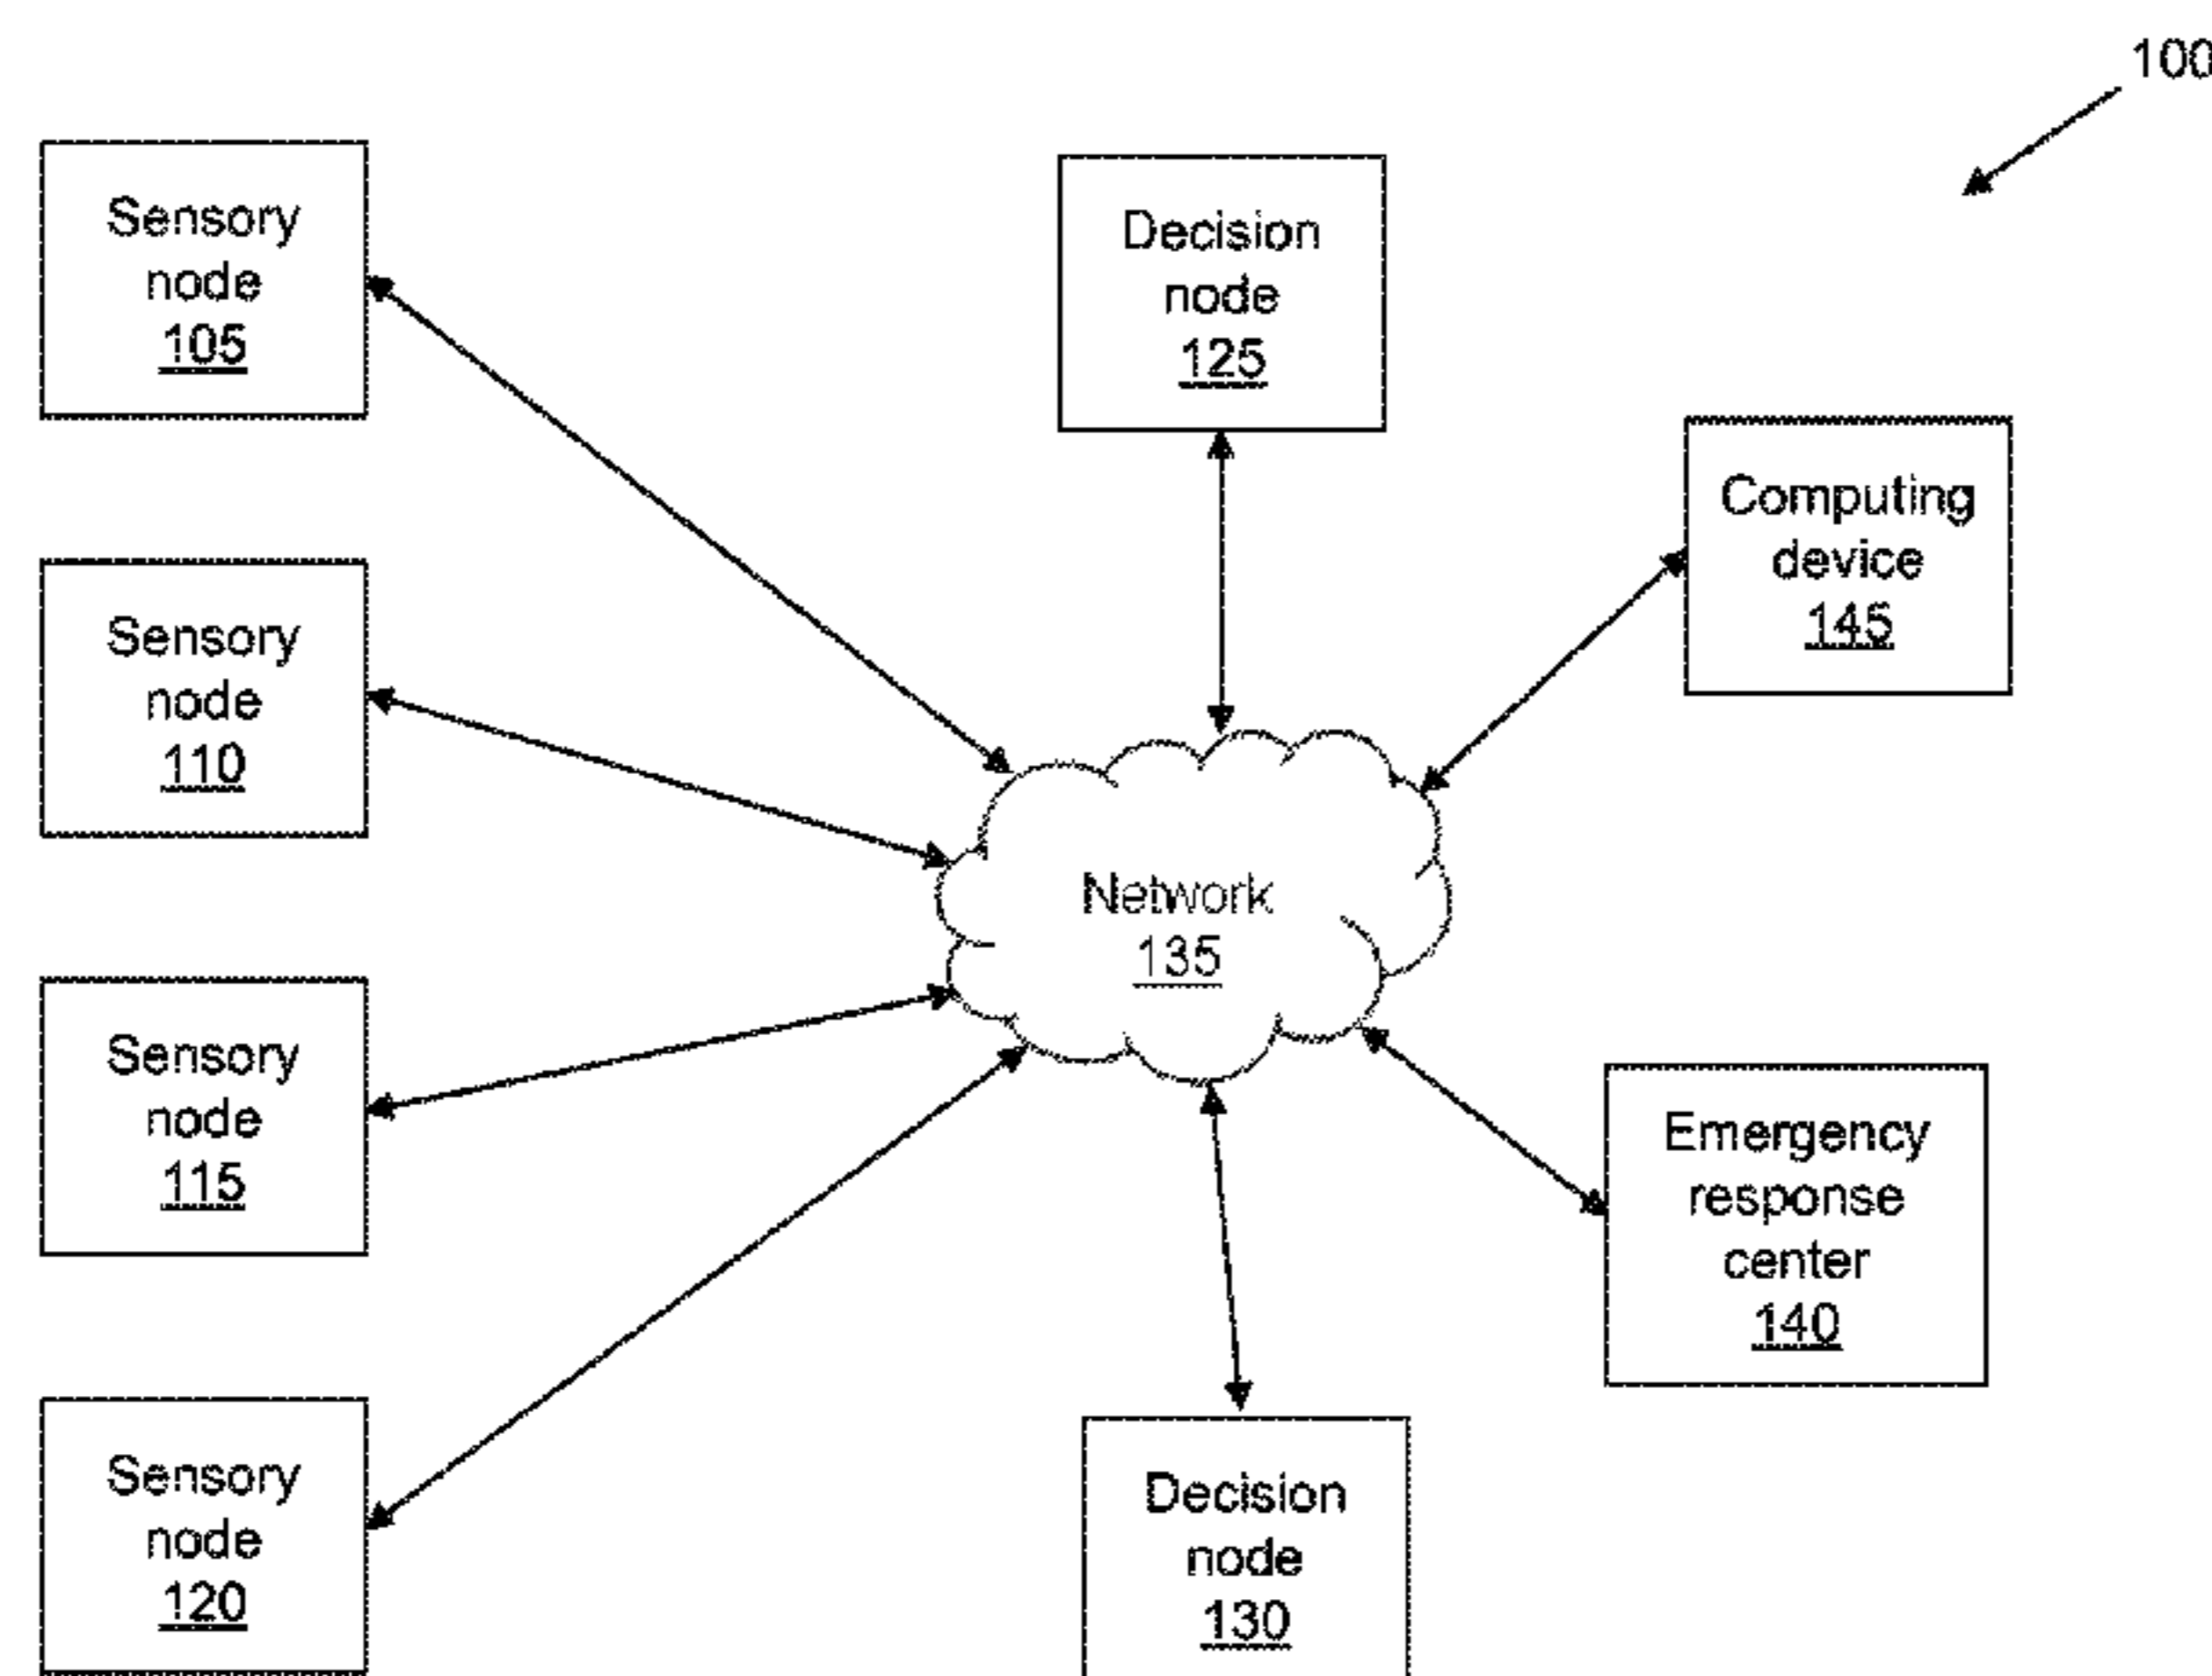 100
Sensory
node
105
Decision
node
125
Computing
device
145
Sensory
node
110
Network
135
Sensory
node
115
Emergency
response
center
140
Sensory
node
120
Decision
node
130